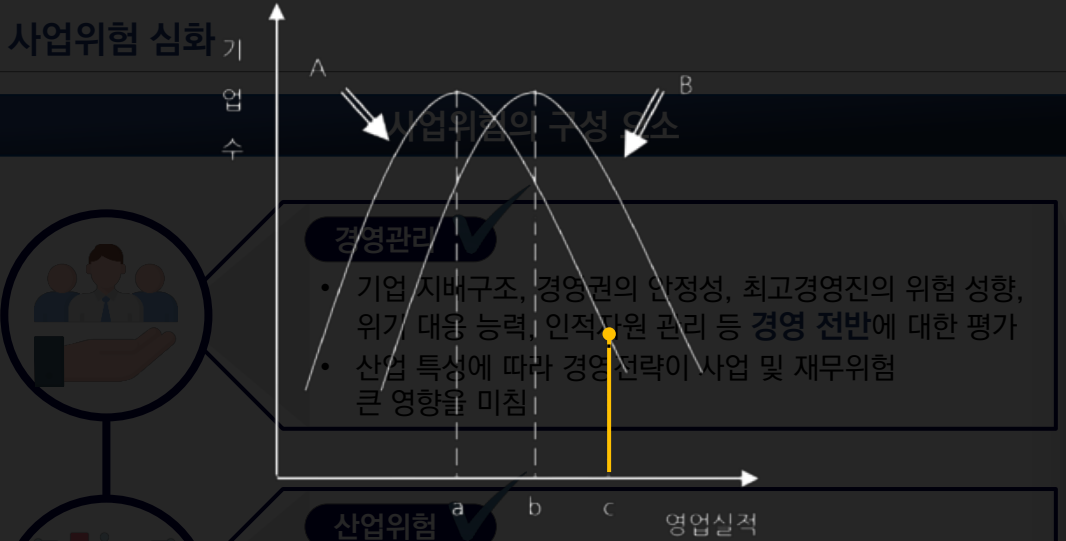 사업위험 심화
기
업
수
A
B
사업위험의 구성 요소
경영관리
• 기업 지배구조, 경영권의 안정성, 최고경영진의 위험 성향,
위기 대응 능력, 인적자원 관리 등 경영 전반에 대한 평가
• 산업 특성에 따라 경영전략이 사업 및 재무위험
큰 영향을 미침
a b c
영업실적
산업위험